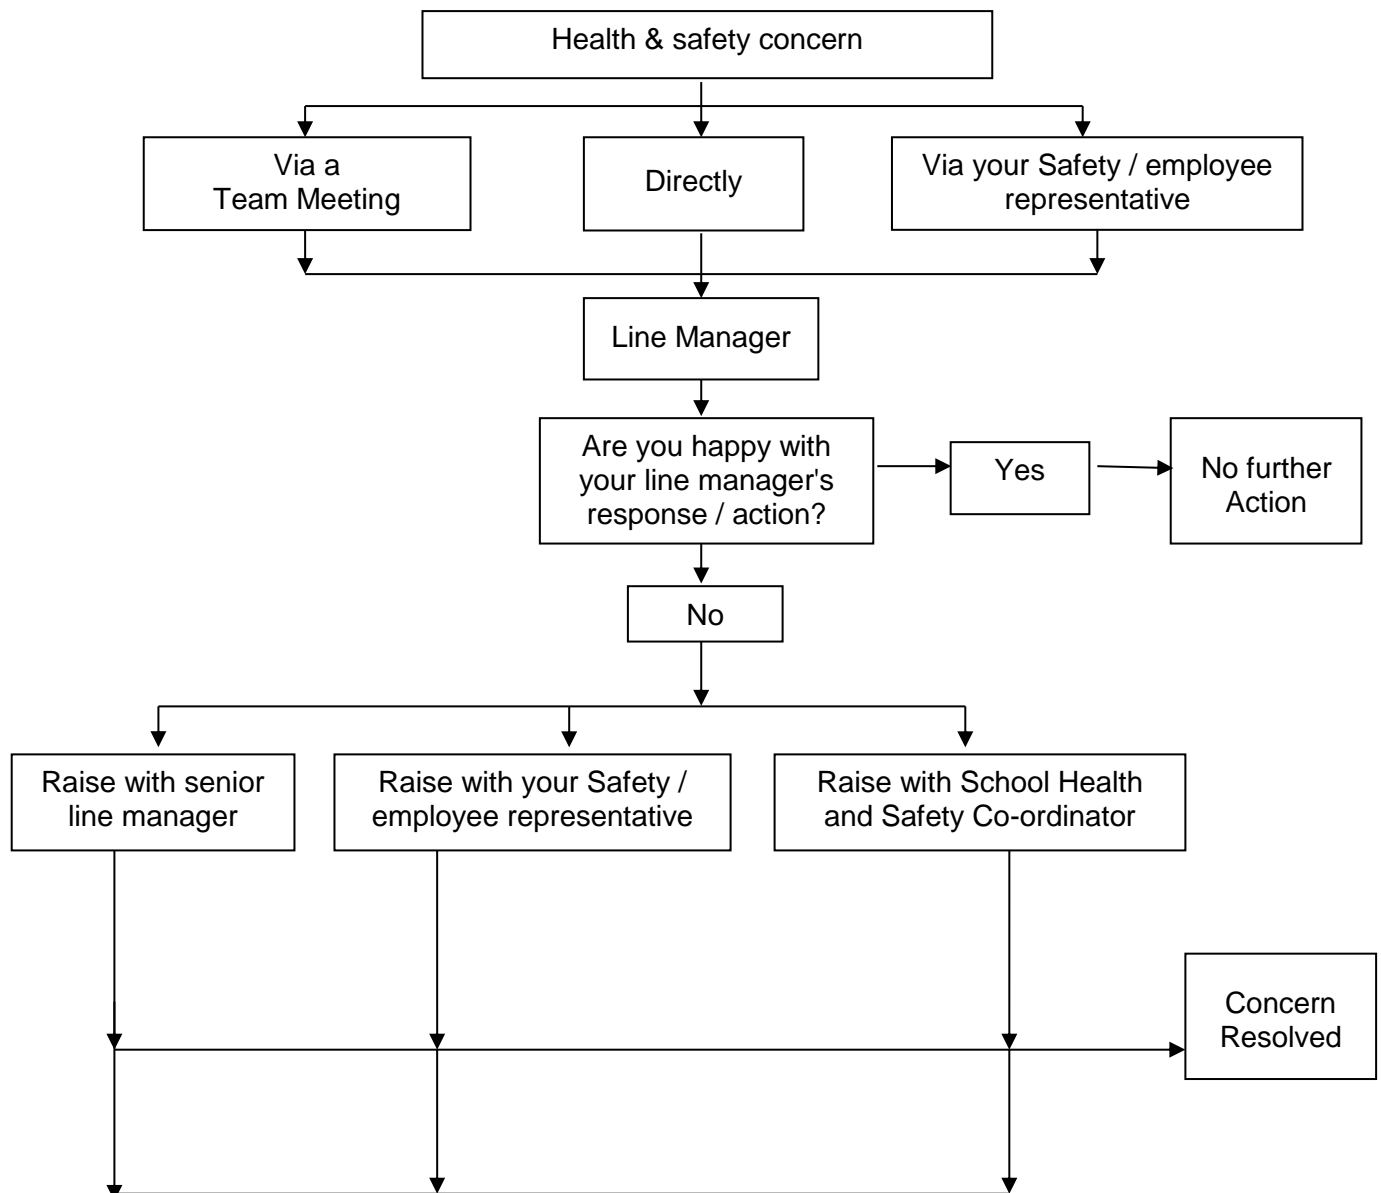 Health & safety concern
Via a
Team Meeting
Directly
Via your Safety / employee
representative
Line Manager
Are you happy with
your line manager's
response / action?
Yes
No further
Action
No
Raise with senior
line manager
Raise with your Safety /
employee representative
Raise with School Health
and Safety Co-ordinator
Concern
Resolved